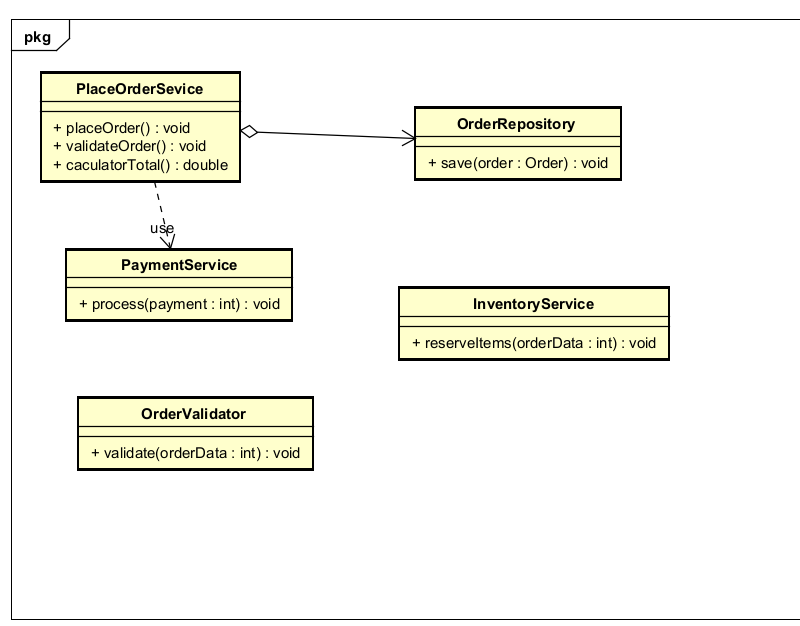 pkg
PlaceOrderSevice
+ placeOrder() : void
+ validateOrder() : void
+ caculatorTotal() : double
OrderRepository
+ save(order : Order) : void
use
PaymentService
+ process(payment : int) : void
InventoryService
+ reserveItems(orderData : int) : void
OrderValidator
+ validate(orderData : int) : void